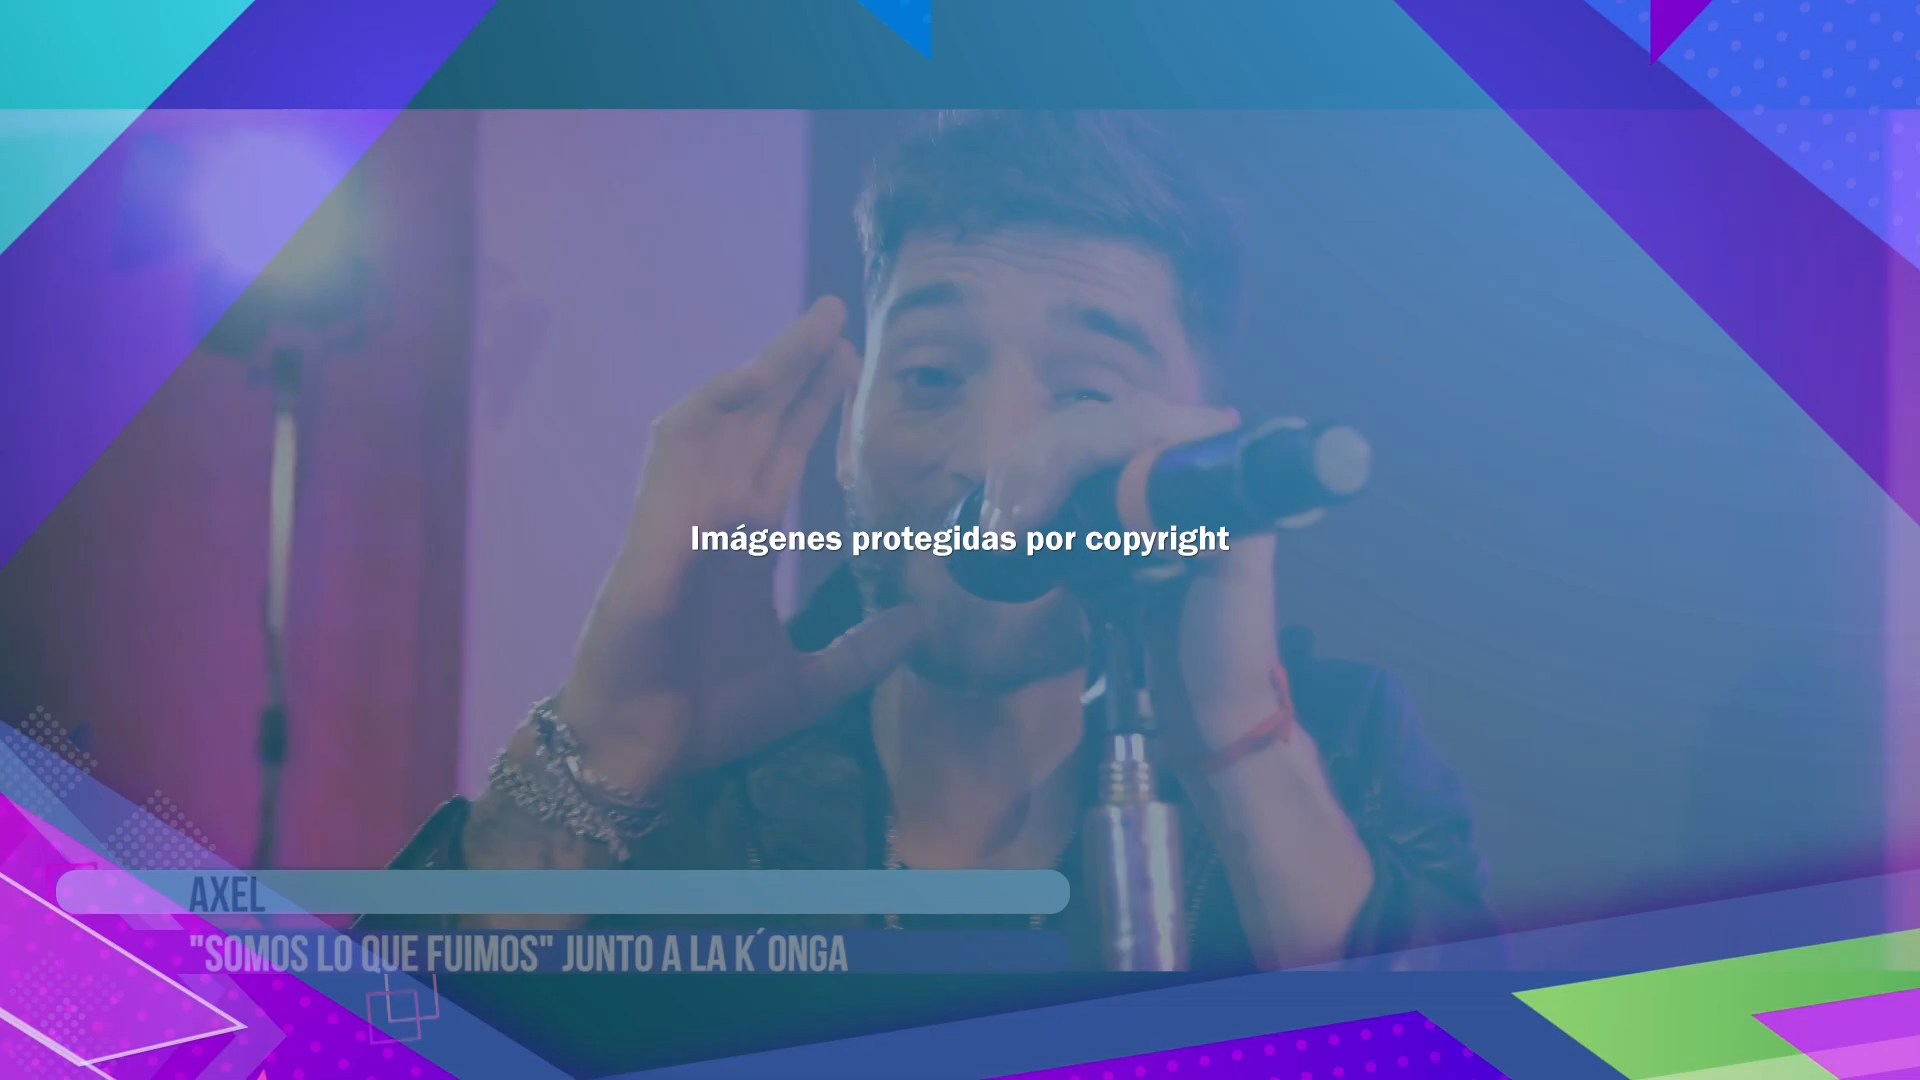 Imágenes protegidas por copyright
AXEL
"SOMOS LO QUE FUIMOS" JUNTO A LA K´ONGA